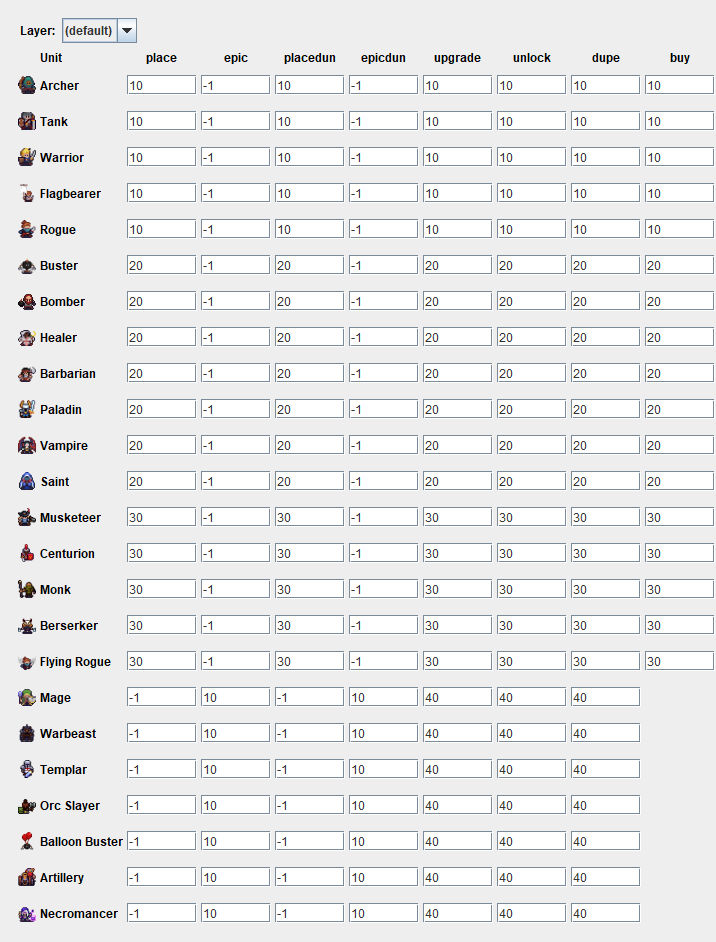 Layer: (default)
Unit place epic placedun epicdun upgrade unlock dupe buy
Archer 10 -1 10 -1 10 10 10 10
Tank 10 -1 10 -1 10 10 10 10
Warrior 10 -1 10 -1 10 10 10 10
Flagbearer 10 -1 10 -1 10 10 10 10
Rogue 10 -1 10 -1 10 10 10 10
Buster 20 -1 20 -1 20 20 20 20
Bomber 20 -1 20 -1 20 20 20 20
Healer 20 -1 20 -1 20 20 20 20
Barbarian 20 -1 20 -1 20 20 20 20
Paladin 20 -1 20 -1 20 20 20 20
Vampire 20 -1 20 -1 20 20 20 20
Saint 20 -1 20 -1 20 20 20 20
Musketeer 30 -1 30 -1 30 30 30 30
Centurion 30 -1 30 -1 30 30 30 30
Monk 30 -1 30 -1 30 30 30 30
Berserker 30 -1 30 -1 30 30 30 30
Flying Rogue 30 -1 30 -1 30 30 30 30
Mage -1 10 -1 10 40 40 40
Warbeast -1 10 -1 10 40 40 40
Templar -1 10 -1 10 40 40 40
Orc Slayer -1 10 -1 10 40 40 40
Balloon Buster -1 10 -1 10 40 40 40
Artillery -1 10 -1 10 40 40 40
Necromancer -1 10 -1 10 40 40 40